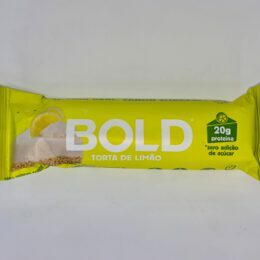 BOLD
TORTA DE LIMÃO
20g
proteína
*zero adição
de açúcar